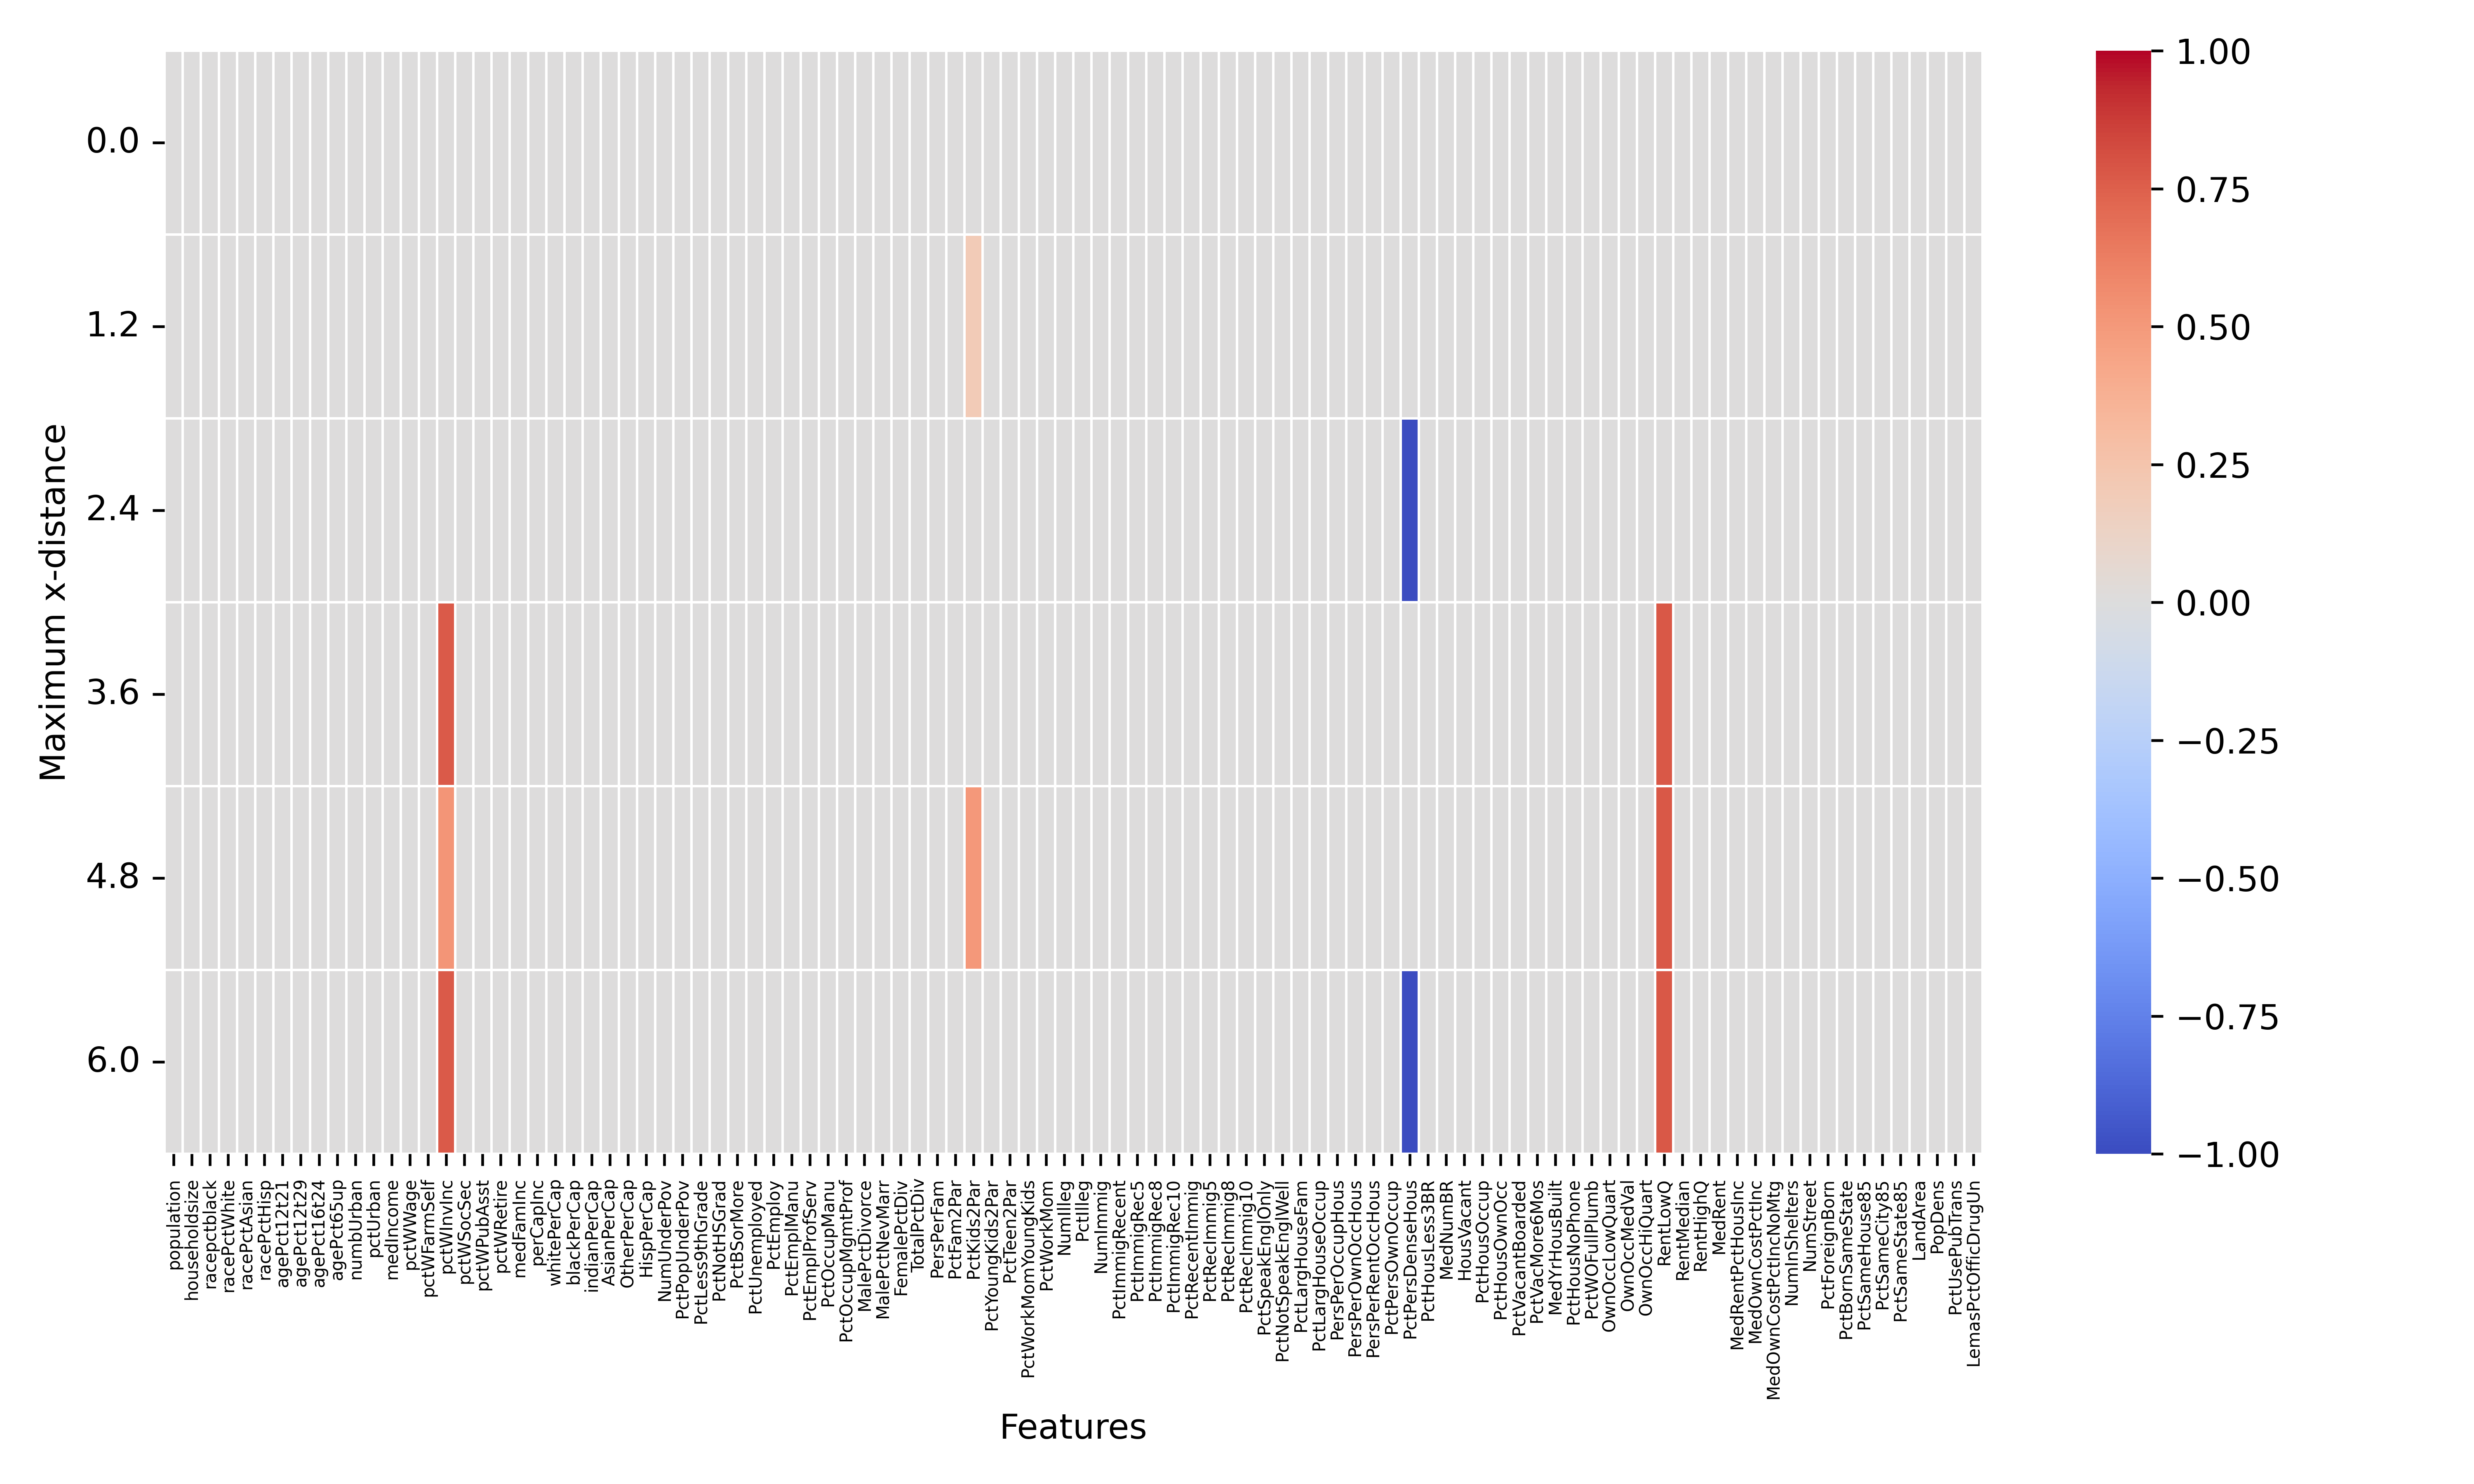 Maximum x-distance
0.0
1.2
2.4
3.6
4.8
6.0
population
householdsize
racepctblack
racePctWhite
racePctAsian
racePctHisp
agePct12t21
agePct12t29
agePct16t24
agePct65up
numbUrban
pctUrban
medIncome
pctWWage
pctWFarmSelf
pctWInvInc
pctWSocSec
pctWPubAsst
pctWRetire
medFamInc
perCapInc
whitePerCap
blackPerCap
indianPerCap
AsianPerCap
OtherPerCap
HispPerCap
NumUnderPov
PctPopUnderPov
PctLess9thGrade
PctNotHSGrad
PctBSorMore
PctUnemployed
PctEmploy
PctEmplManu
PctEmplProfServ
PctOccupManu
PctOccupMgmtProf
MalePctDivorce
MalePctNevMarr
FemalePctDiv
TotalPctDiv
PersPerFam
PctFam2Par
PctKids2Par
PctYoungKids2Par
PctTeen2Par
PctWorkMomYoungKids
PctWorkMom
NumIlleg
PctIlleg
NumImmig
PctImmigRecent
PctImmigRec5
PctImmigRec8
PctImmigRec10
PctRecentImmig
PctRecImmig5
PctRecImmig8
PctRecImmig10
PctSpeakEnglOnly
PctNotSpeakEnglWell
PctLargHouseFam
PctLargHouseOccup
PersPerOccupHous
PersPerOwnOccHous
PersPerRentOccHous
PctPersOwnOccup
PctPersDenseHous
PctHousLess3BR
MedNumBR
HousVacant
PctHousOccup
PctHousOwnOcc
PctVacantBoarded
PctVacMore6Mos
MedYrHousBuilt
PctHousNoPhone
PctWOFullPlumb
OwnOccLowQuart
OwnOccMedVal
OwnOccHiQuart
RentLowQ
RentMedian
RentHighQ
MedRent
MedRentPctHousInc
MedOwnCostPctInc
MedOwnCostPctIncNoMtg
NumInShelters
NumStreet
PctForeignBorn
PctBornSameState
PctSameHouse85
PctSameCity85
PctSameState85
LandArea
PopDens
PctUsePubTrans
LemasPctOfficDrugUn
Features
1.00
0.75
0.50
0.25
0.00
−0.25
−0.50
−0.75
−1.00